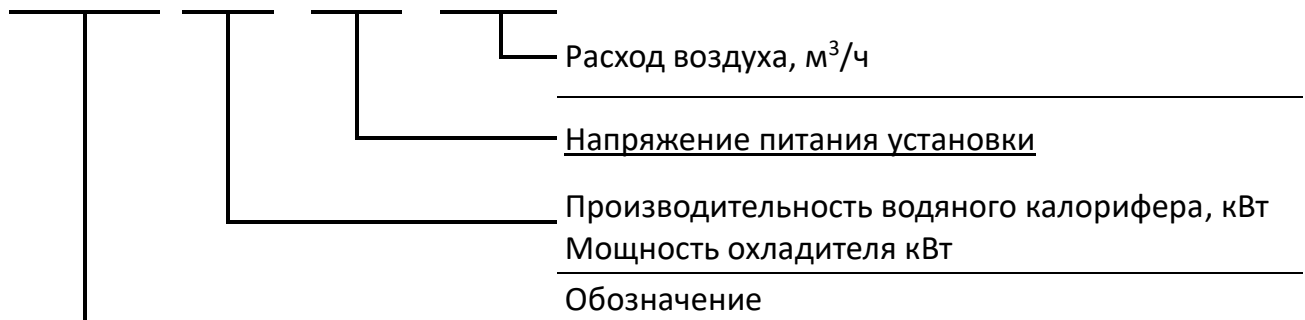 Расход воздуха, м³/ч
Напряжение питания установки
Производительность водяного калорифера, кВт
Мощность охладителя кВт
Обозначение